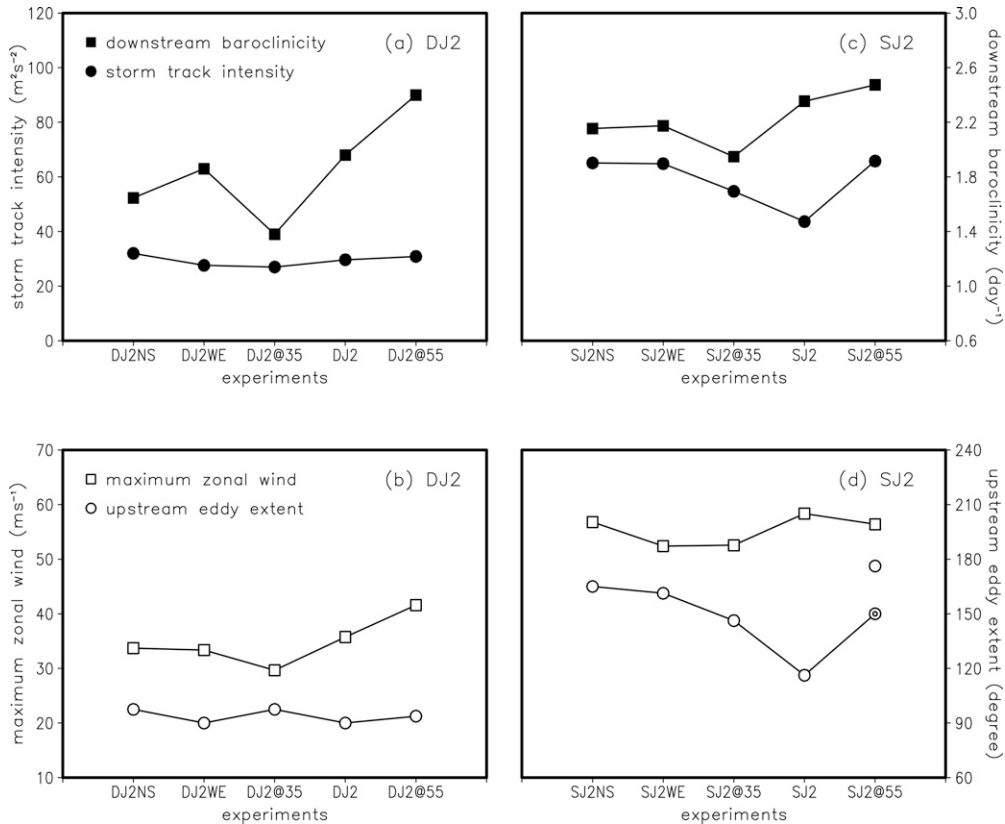 120
100
80
60
40
20
0
storm track intensity (m²s⁻²)
■ downstream baroclinicity
● storm track intensity
(a) DJ2
DJ2NS DJ2WE DJ2@35 DJ2 DJ2@55
experiments
(c) SJ2
3.0
2.6
2.2
1.8
1.4
1.0
0.6
downstream baroclinicity (day⁻¹)
SJ2NS SJ2WE SJ2@35 SJ2 SJ2@55
experiments
70
60
50
40
30
20
10
maximum zonal wind (ms⁻¹)
□ maximum zonal wind
○ upstream eddy extent
(b) DJ2
DJ2NS DJ2WE DJ2@35 DJ2 DJ2@55
experiments
(d) SJ2
240
210
180
150
120
90
60
upstream eddy extent (degree)
SJ2NS SJ2WE SJ2@35 SJ2 SJ2@55
experiments